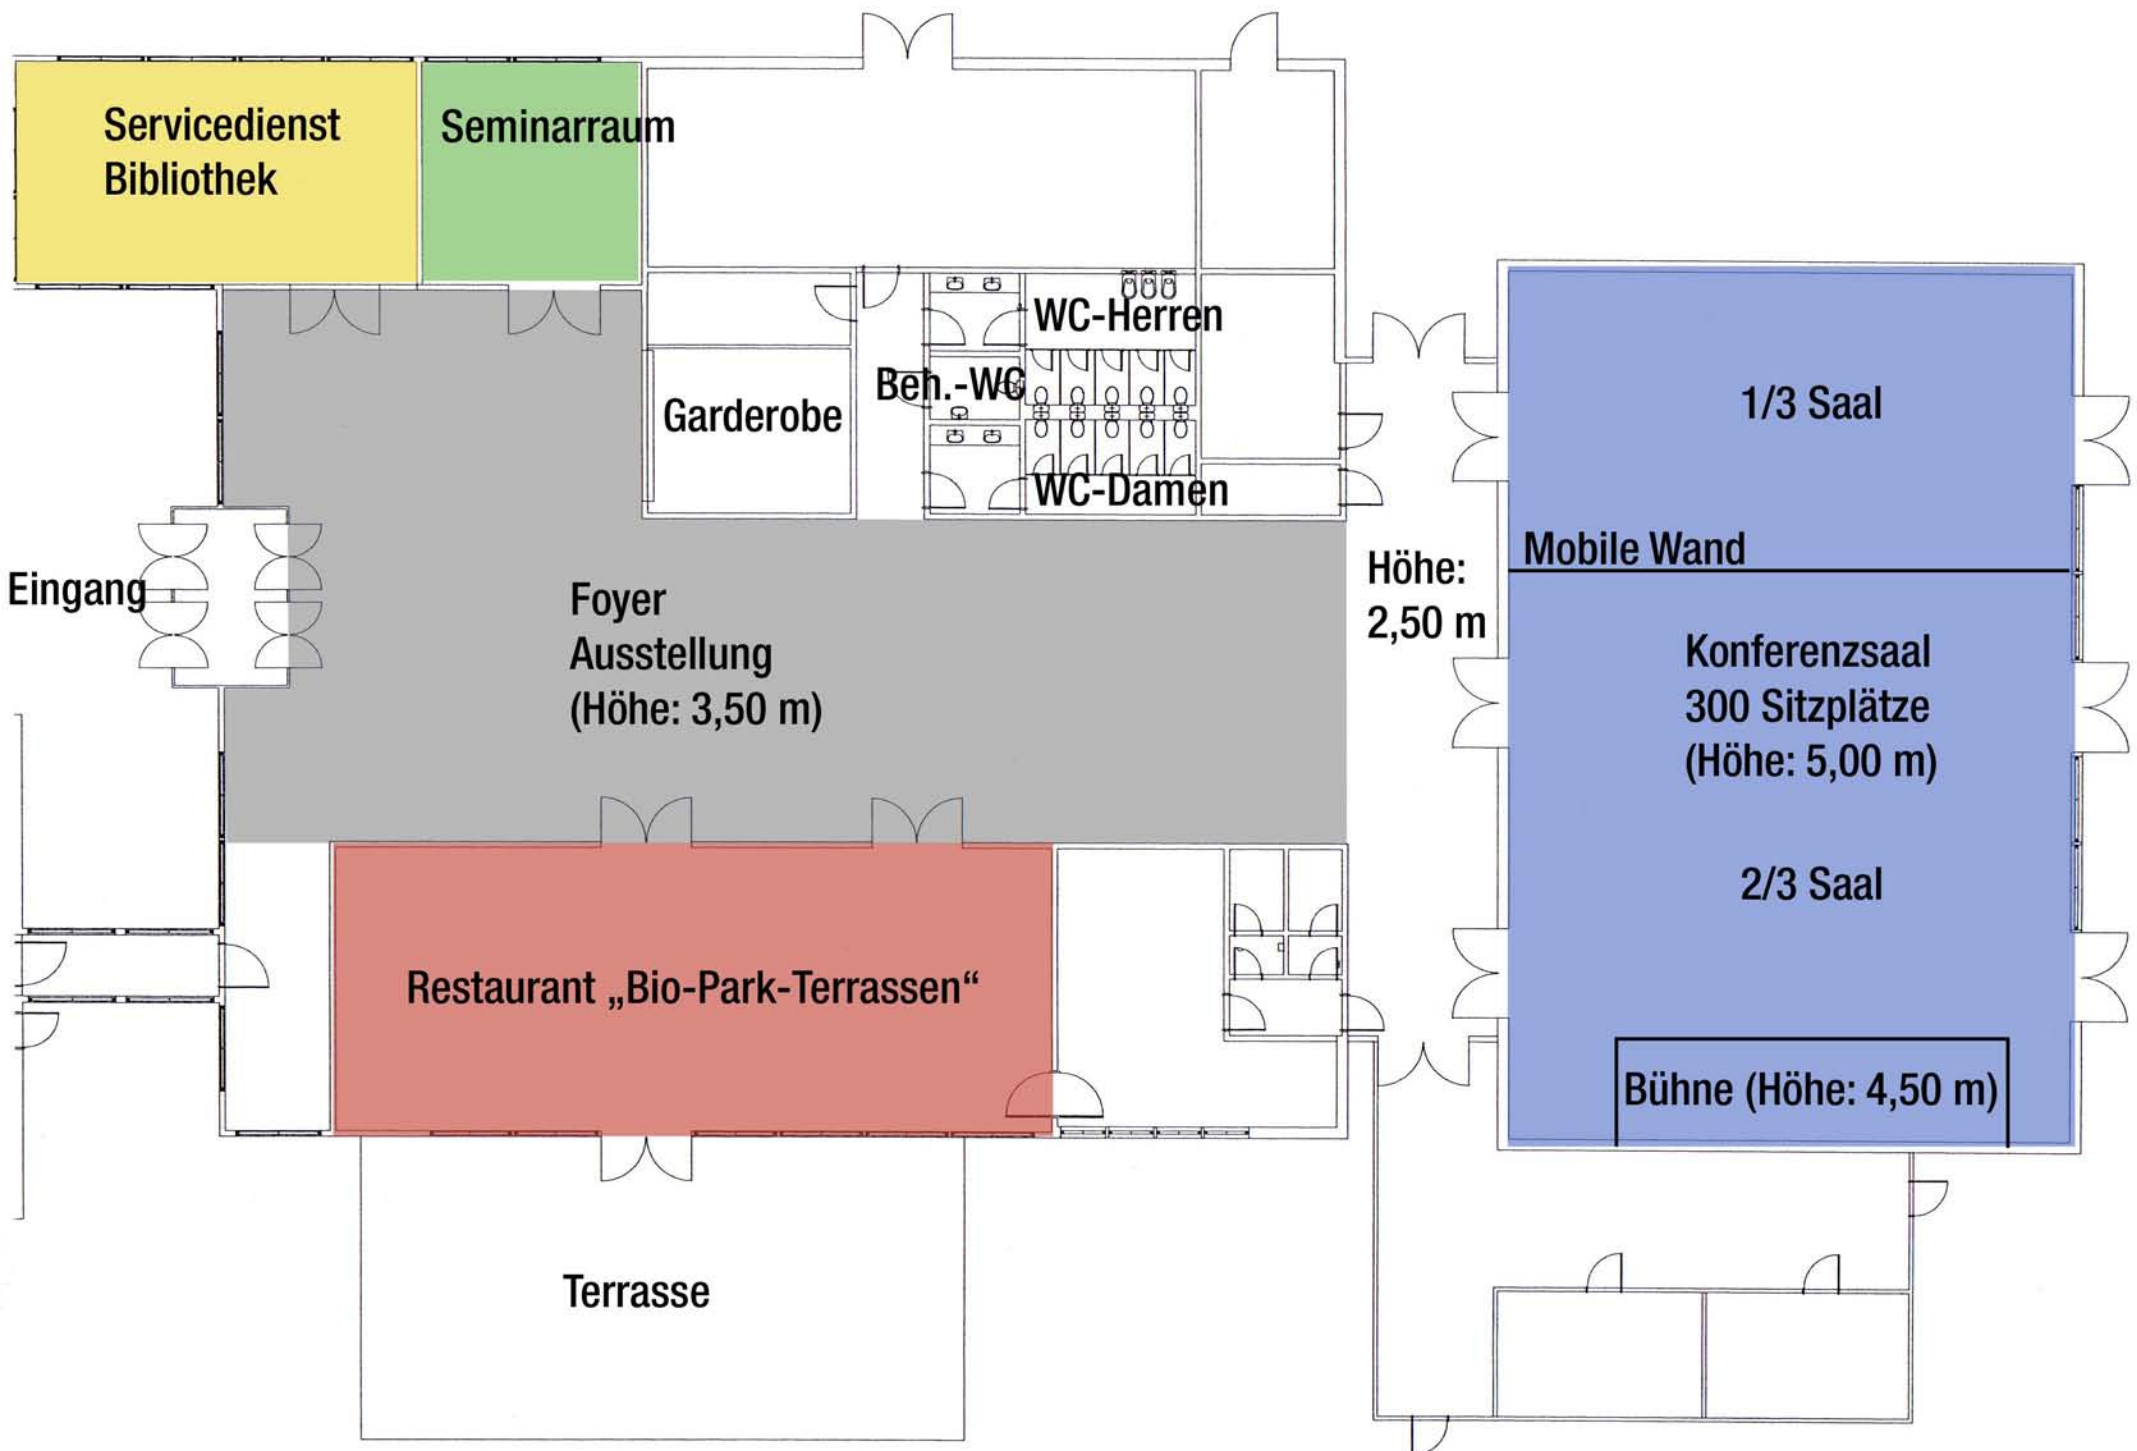 Servicedienst
Bibliothek
Seminarraum
WC-Herren
Beh.-WC
Garderobe
WC-Damen
Eingang
Foyer
Ausstellung
(Höhe: 3,50 m)
Höhe:
2,50 m
1/3 Saal
Mobile Wand
Konferenzsaal
300 Sitzplätze
(Höhe: 5,00 m)
2/3 Saal
Bühne (Höhe: 4,50 m)
Restaurant „Bio-Park-Terrassen“
Terrasse